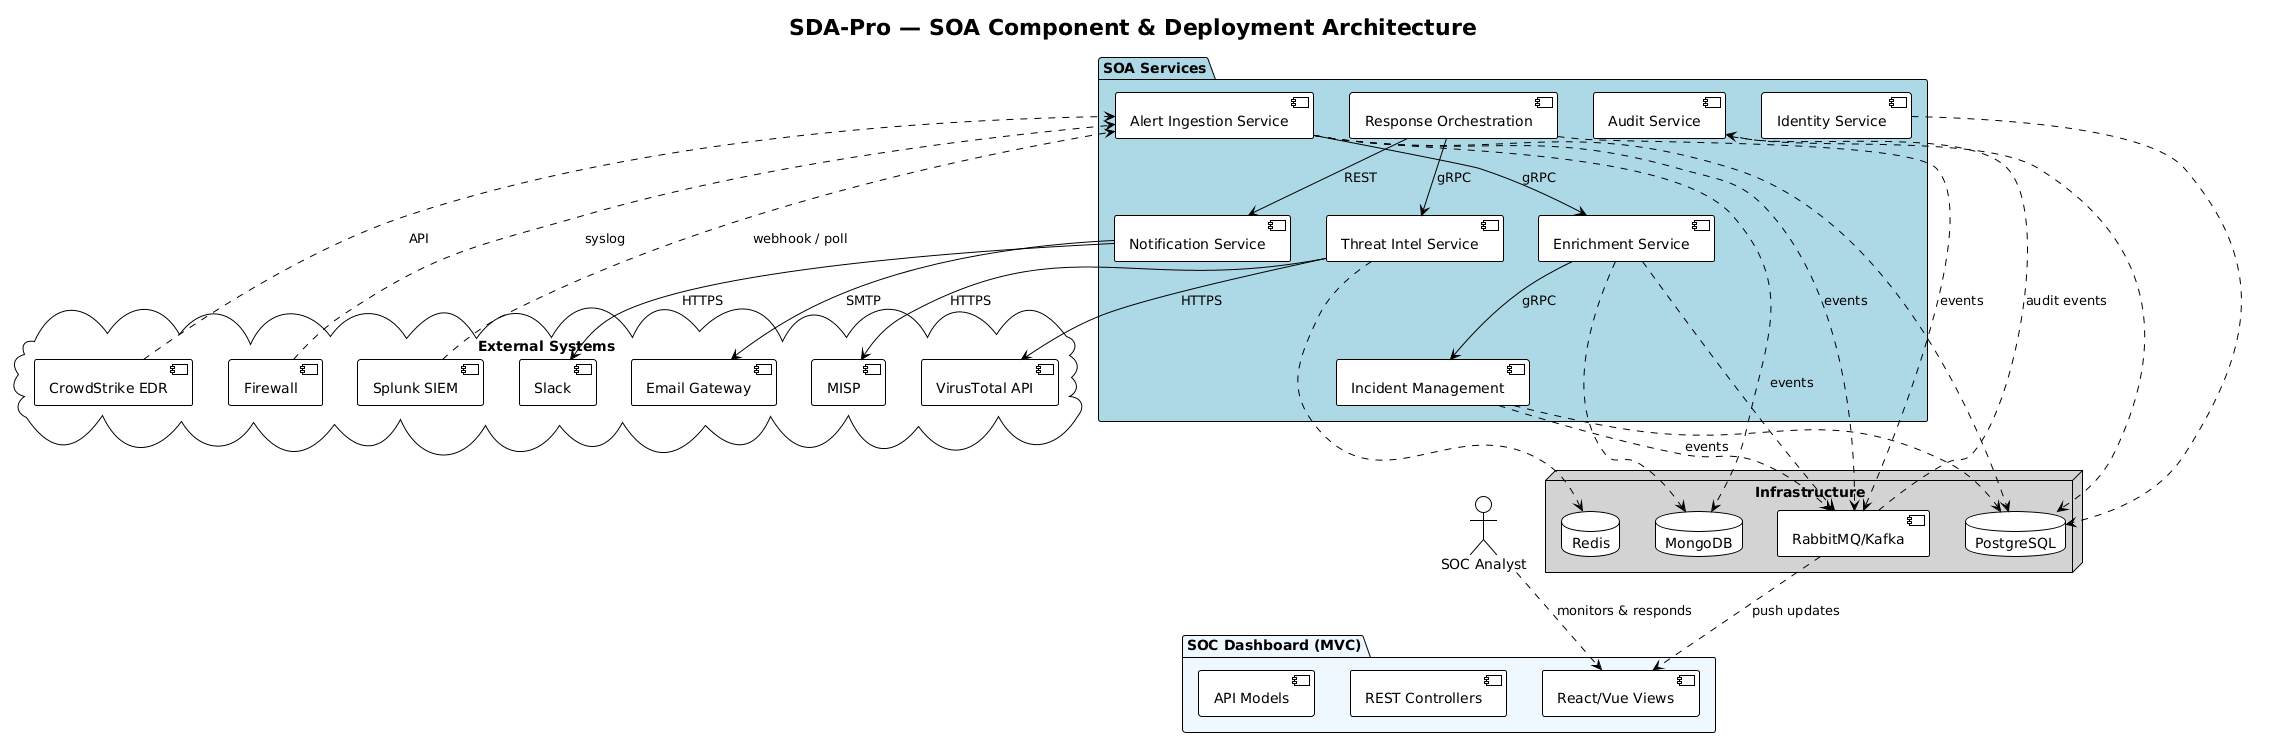 SDA-Pro — SOA Component & Deployment Architecture
SOA Services
Alert Ingestion Service
Response Orchestration
Audit Service
Identity Service
REST
gRPC
gRPC
API
syslog
webhook / poll
Notification Service
Threat Intel Service
Enrichment Service
HTTPS
SMTP
HTTPS
HTTPS
gRPC
events
events
audit events
External Systems
CrowdStrike EDR
Firewall
Splunk SIEM
Slack
Email Gateway
MISP
VirusTotal API
Incident Management
events
events
Infrastructure
Redis
MongoDB
RabbitMQ/Kafka
PostgreSQL
SOC Analyst
monitors & responds
push updates
SOC Dashboard (MVC)
API Models
REST Controllers
React/Vue Views